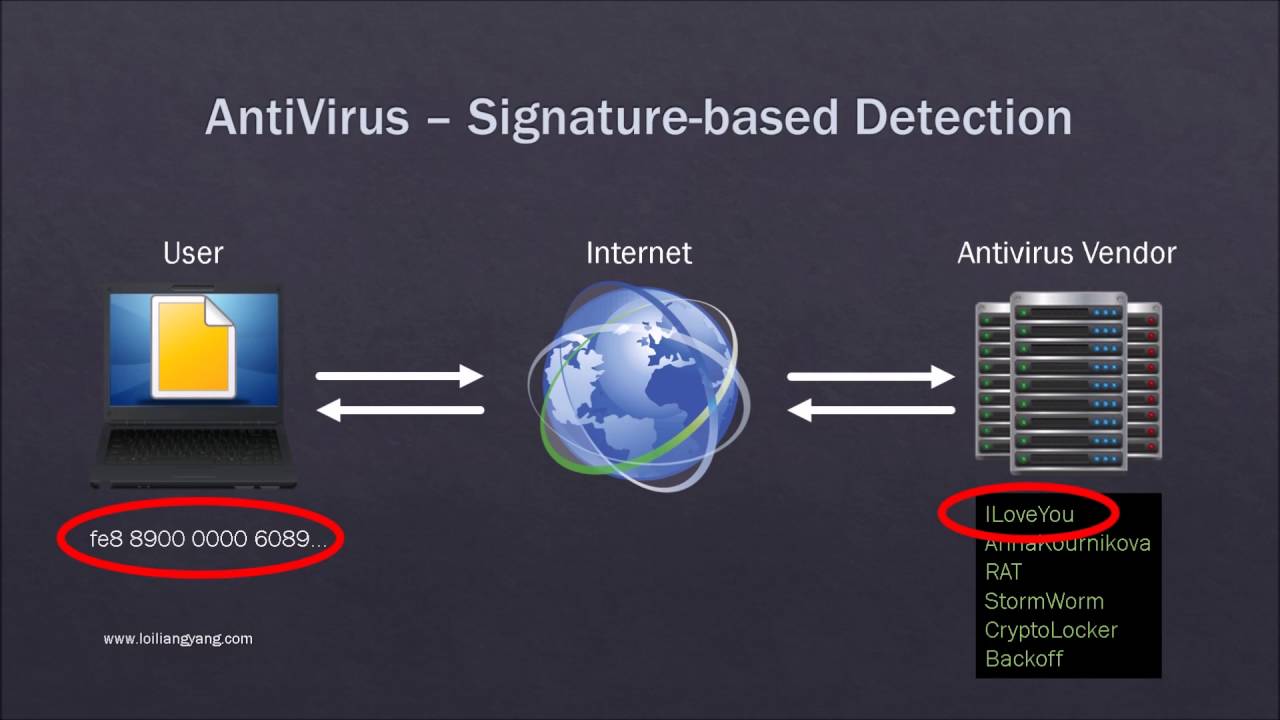 AntiVirus – Signature-based Detection
User
Internet
Antivirus Vendor
fe8 8900 0000 6089...
ILoveYou
AnnaKournikova
RAT
StormWorm
CryptoLocker
Backoff
www.loiliangyang.com